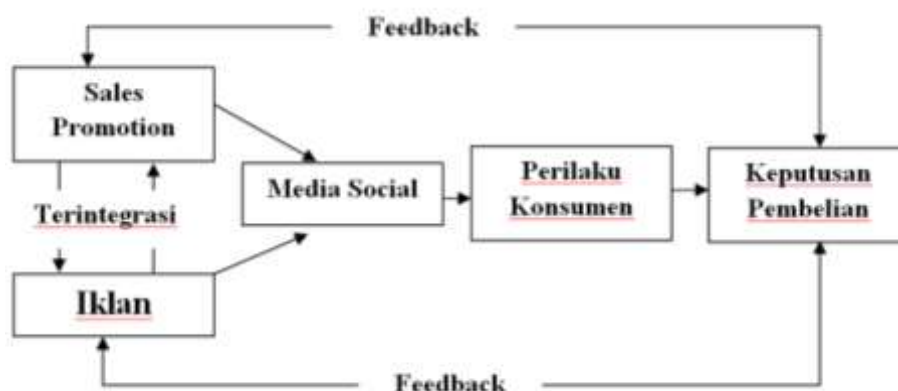 Feedback
Sales
Promotion
Terintegrasi
Iklan
Media Social
Perilaku
Konsumen
Keputusan
Pembelian
Feedback